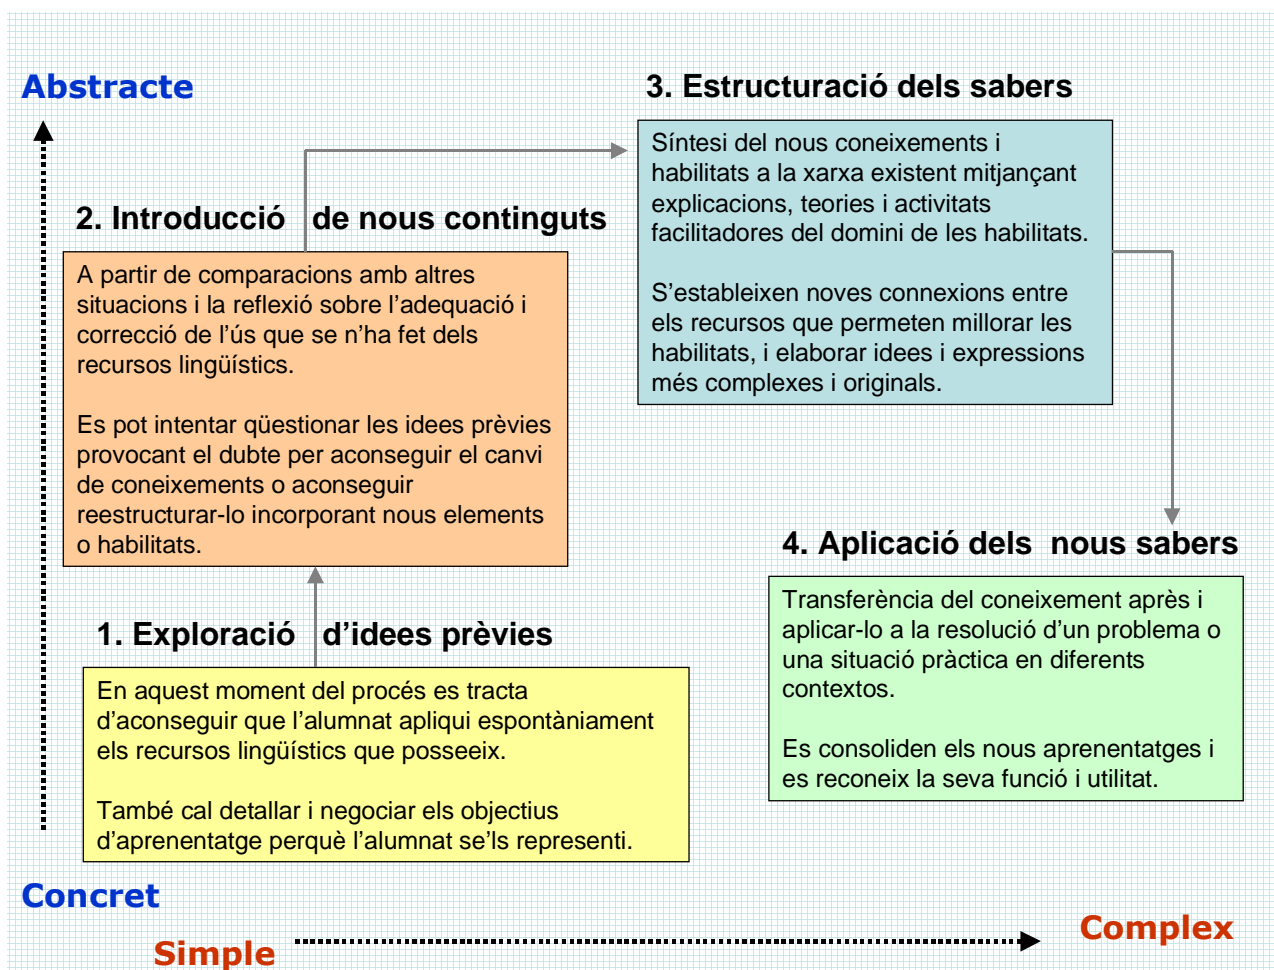 Abstracte
3. Estructuració dels sabers
Síntesi del nous coneixements i
habilitats a la xarxa existent mitjançant
explicacions, teories i activitats
facilitadores del domini de les habilitats.
S'estableixen noves connexions entre
els recursos que permeten millorar les
habilitats, i elaborar idees i expressions
més complexes i originals.
2. Introducció de nous continguts
A partir de comparacions amb altres
situacions i la reflexió sobre l'adequació i
correcció de l'ús que se n'ha fet dels
recursos lingüístics.
Es pot intentar qüestionar les idees prèvies
provocant el dubte per aconseguir el canvi
de coneixements o aconseguir
reestructurar-lo incorporant nous elements
o habilitats.
4. Aplicació dels nous sabers
Transferència del coneixement après i
aplicar-lo a la resolució d'un problema o
una situació pràctica en diferents
contextos.
Es consoliden els nous aprenentatges i
es reconeix la seva funció i utilitat.
1. Exploració d'idees prèvies
En aquest moment del procés es tracta
d'aconseguir que l'alumnat apliqui espontàniament
els recursos lingüístics que posseeix.
També cal detallar i negociar els objectius
d'aprenentatge perquè l'alumnat se'ls representi.
Concret
Simple
Complex